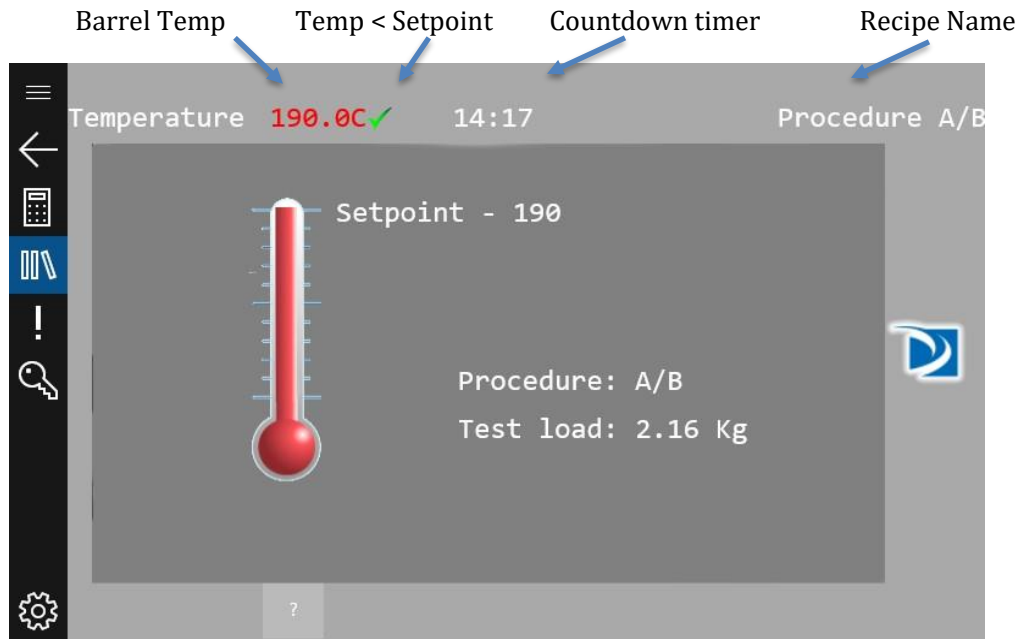 Barrel Temp Temp < Setpoint Countdown timer Recipe Name
Temperature 190.0C 14:17 Procedure A/B
Setpoint - 190
Procedure: A/B
Test load: 2.16 Kg
?